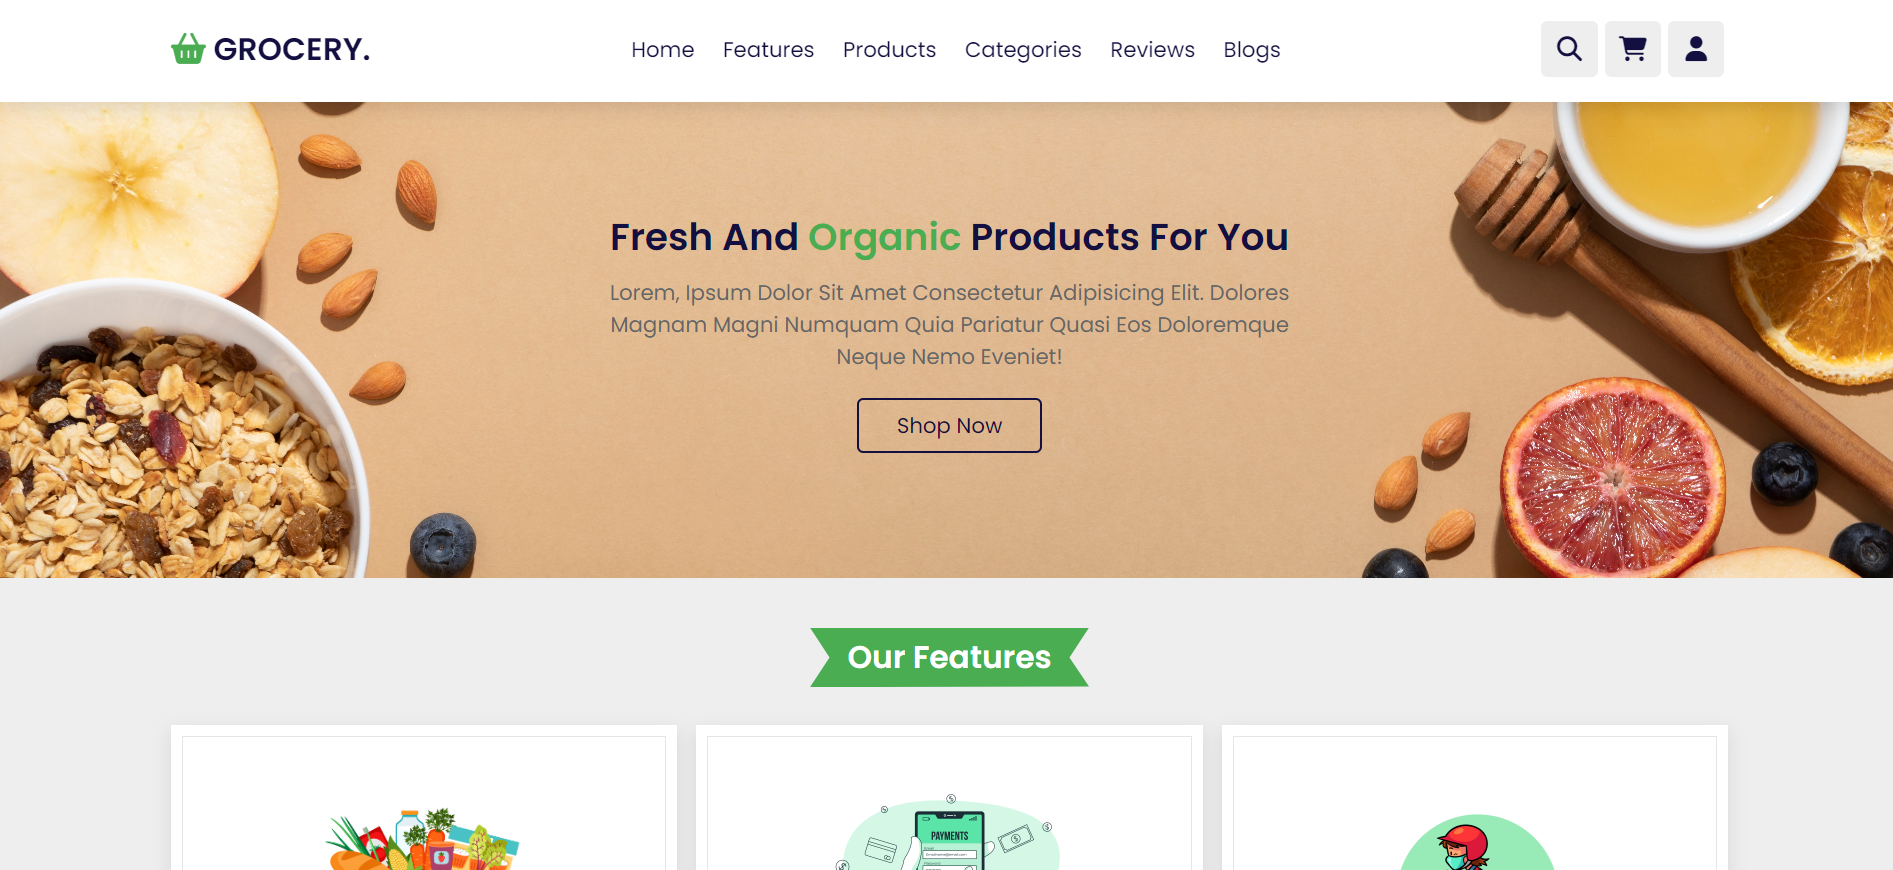 GROCERY.
Home Features Products Categories Reviews Blogs
Fresh And Organic Products For You
Lorem, Ipsum Dolor Sit Amet Consectetur Adipisicing Elit. Dolores
Magnam Magni Numquam Quia Pariatur Quasi Eos Doloremque
Neque Nemo Eveniet!
Shop Now
Our Features
PAYMENTS